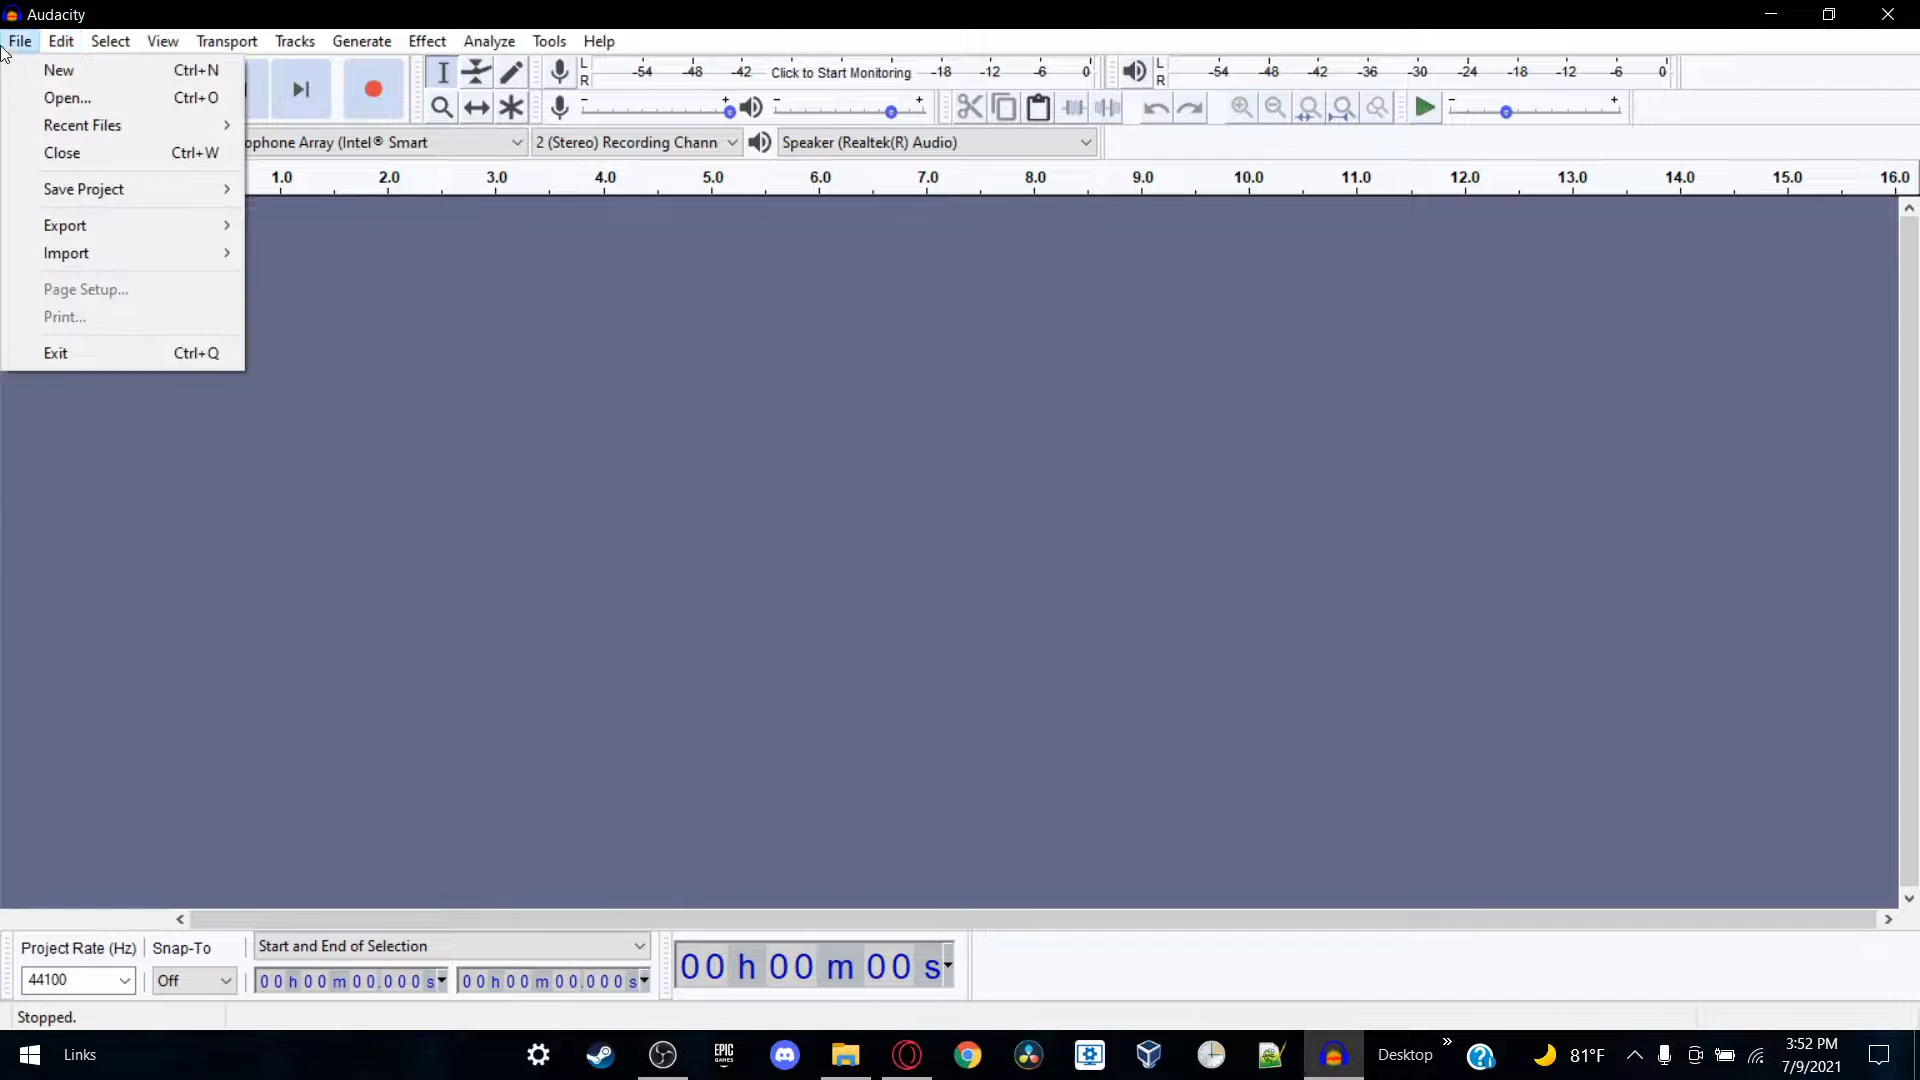 Audacity
File Edit Select View Transport Tracks Generate Effect Analyze Tools Help
New Ctrl+N
Open... Ctrl+O
Recent Files
Close Ctrl+W
Save Project
Export
Import
Page Setup...
Print...
Exit Ctrl+Q
L
R
-54 -48 -42 Click to Start Monitoring -18 -12 -6 0
L
R
-54 -48 -42 -36 -30 -24 -18 -12 -6 0
ophone Array (Intel® Smart
2 (Stereo) Recording Chann
Speaker (Realtek(R) Audio)
1.0 2.0 3.0 4.0 5.0 6.0 7.0 8.0 9.0 10.0 11.0 12.0 13.0 14.0 15.0 16.0
Project Rate (Hz) Snap-To
Start and End of Selection
44100 Off
00 h 00 m 00.000 s 00 h 00 m 00.000 s
00 h 00 m 00 s
Stopped.
Links
EPIC
GAMES
Desktop
81°F
3:52 PM
7/9/2021